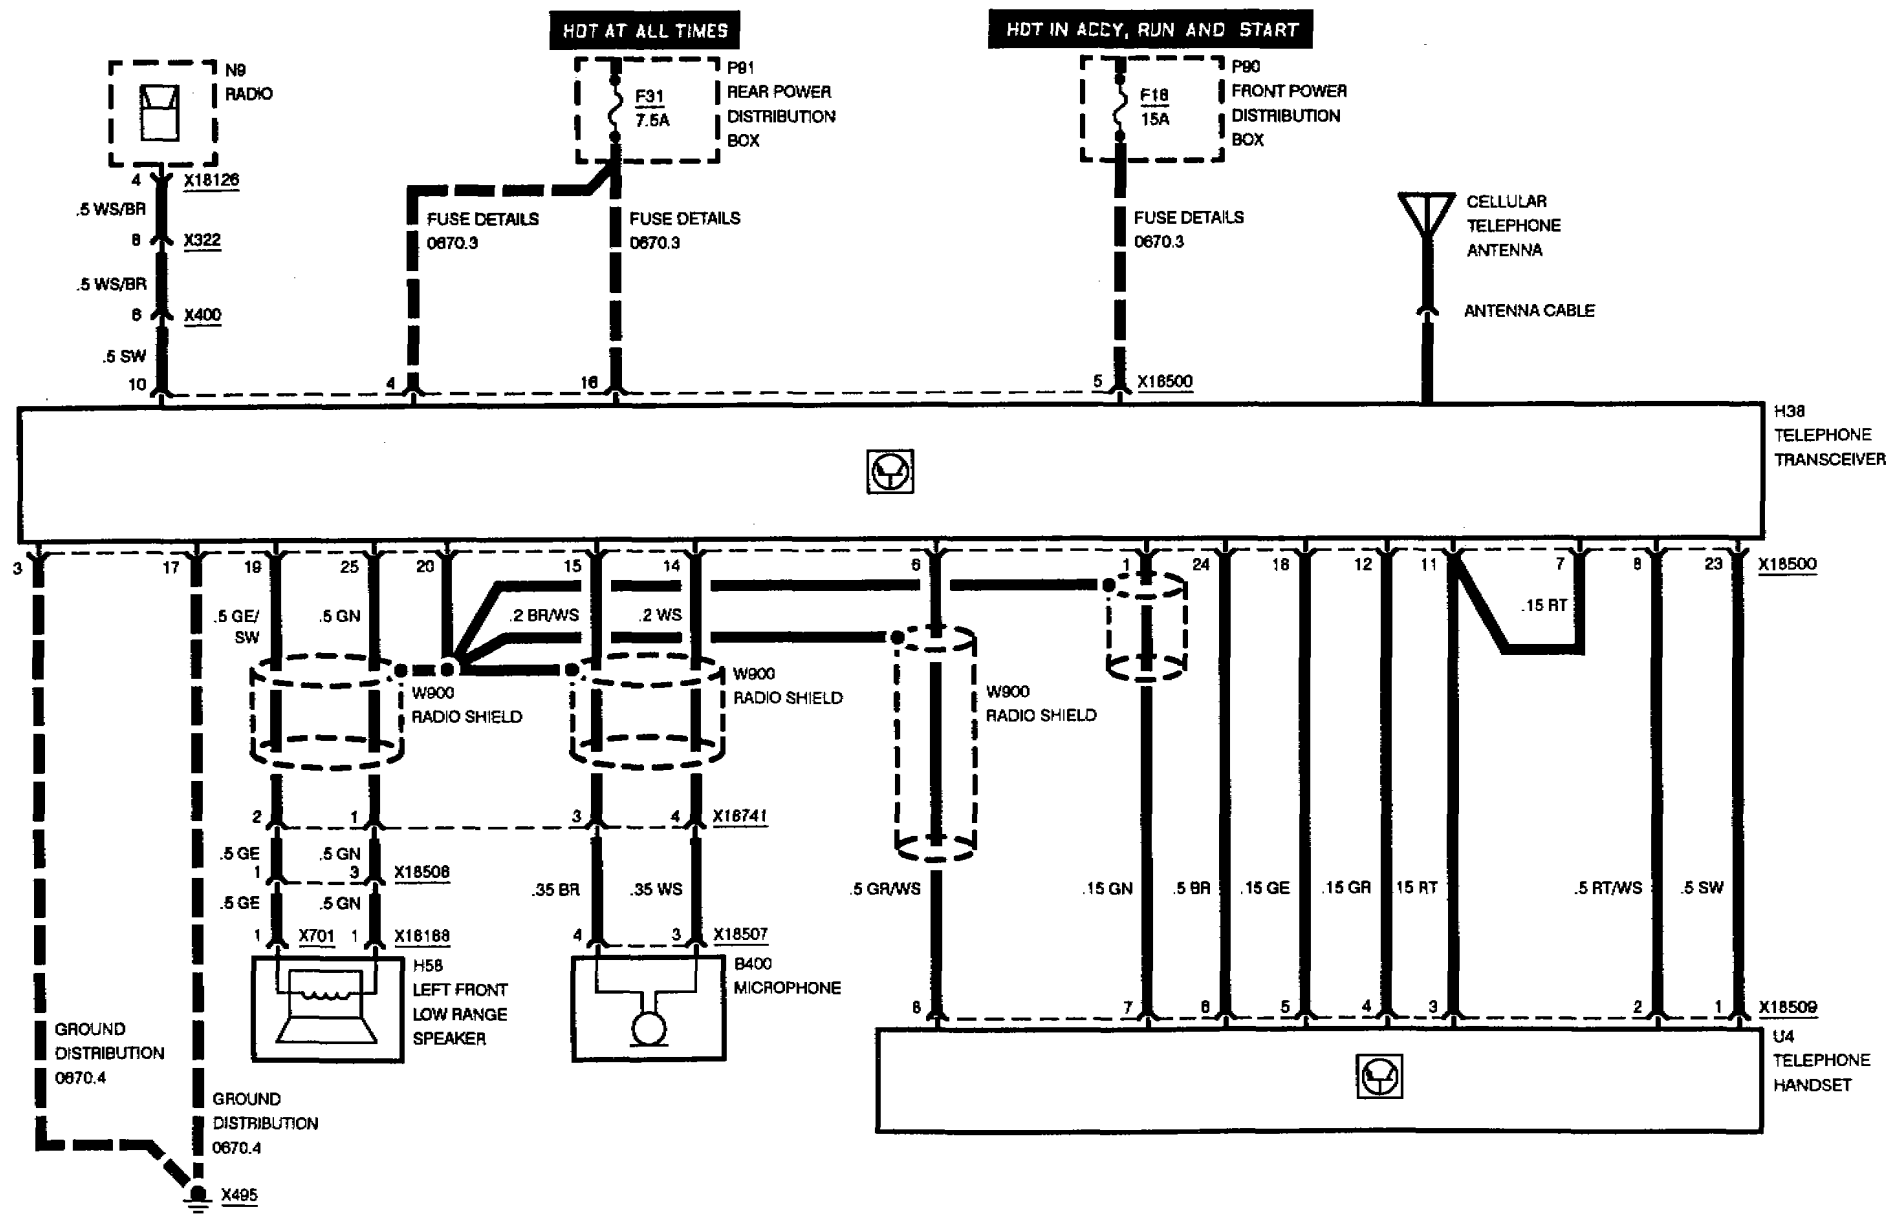 HOT AT ALL TIMES
HOT IN ACCY, RUN AND START
N9
RADIO
P91
REAR POWER
DISTRIBUTION
BOX
F31
7.5A
P90
FRONT POWER
DISTRIBUTION
BOX
F18
15A
4
X18126
.5 WS/BR
8
X322
.5 WS/BR
6
X400
.5 SW
10
FUSE DETAILS
0670.3
FUSE DETAILS
0670.3
FUSE DETAILS
0670.3
CELLULAR
TELEPHONE
ANTENNA
ANTENNA CABLE
4
16
5
X18500
H38
TELEPHONE
TRANSCEIVER
3
17
19
25
20
15
14
6
1
24
18
12
11
7
8
23
X18500
.5 GE/
SW
.5 GN
.2 BR/WS
.2 WS
.15 RT
W900
RADIO SHIELD
W900
RADIO SHIELD
W900
RADIO SHIELD
2
1
3
4
X18741
.5 GE
.5 GN
1
3
X18508
.5 GE
.5 GN
.35 BR
.35 WS
.5 GR/WS
.15 GN
.5 BR
.15 GE
.15 GR
.15 RT
.5 RT/WS
.5 SW
1
X701
1
X18188
4
3
X18507
H58
LEFT FRONT
LOW RANGE
SPEAKER
B400
MICROPHONE
8
7
6
5
4
3
2
1
X18509
U4
TELEPHONE
HANDSET
GROUND
DISTRIBUTION
0670.4
GROUND
DISTRIBUTION
0670.4
X495